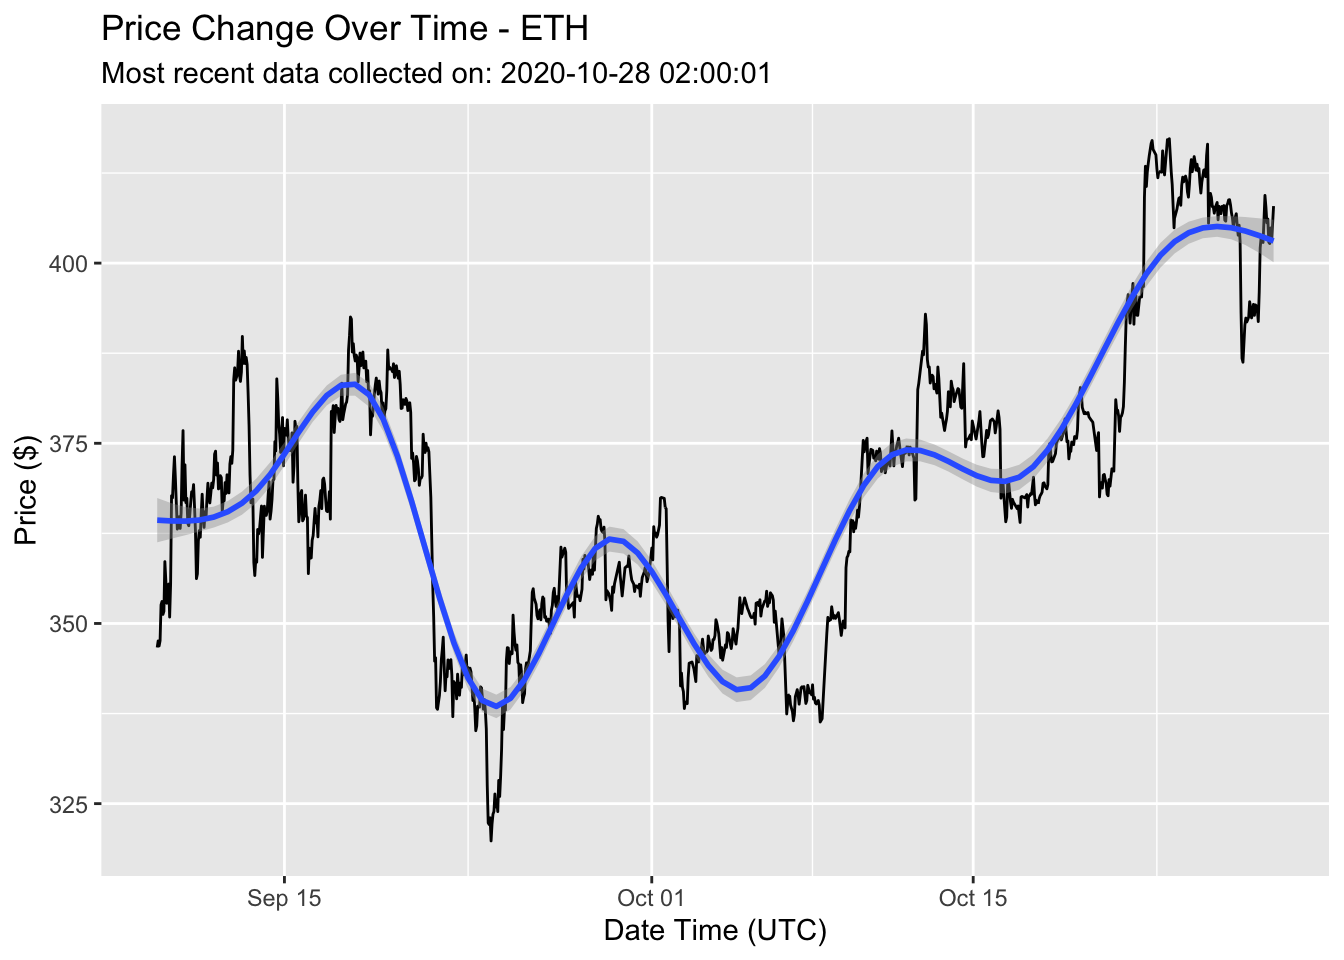 Price Change Over Time - ETH
Most recent data collected on: 2020-10-28 02:00:01
400
375
350
325
Price ($)
Sep 15
Oct 01
Oct 15
Date Time (UTC)